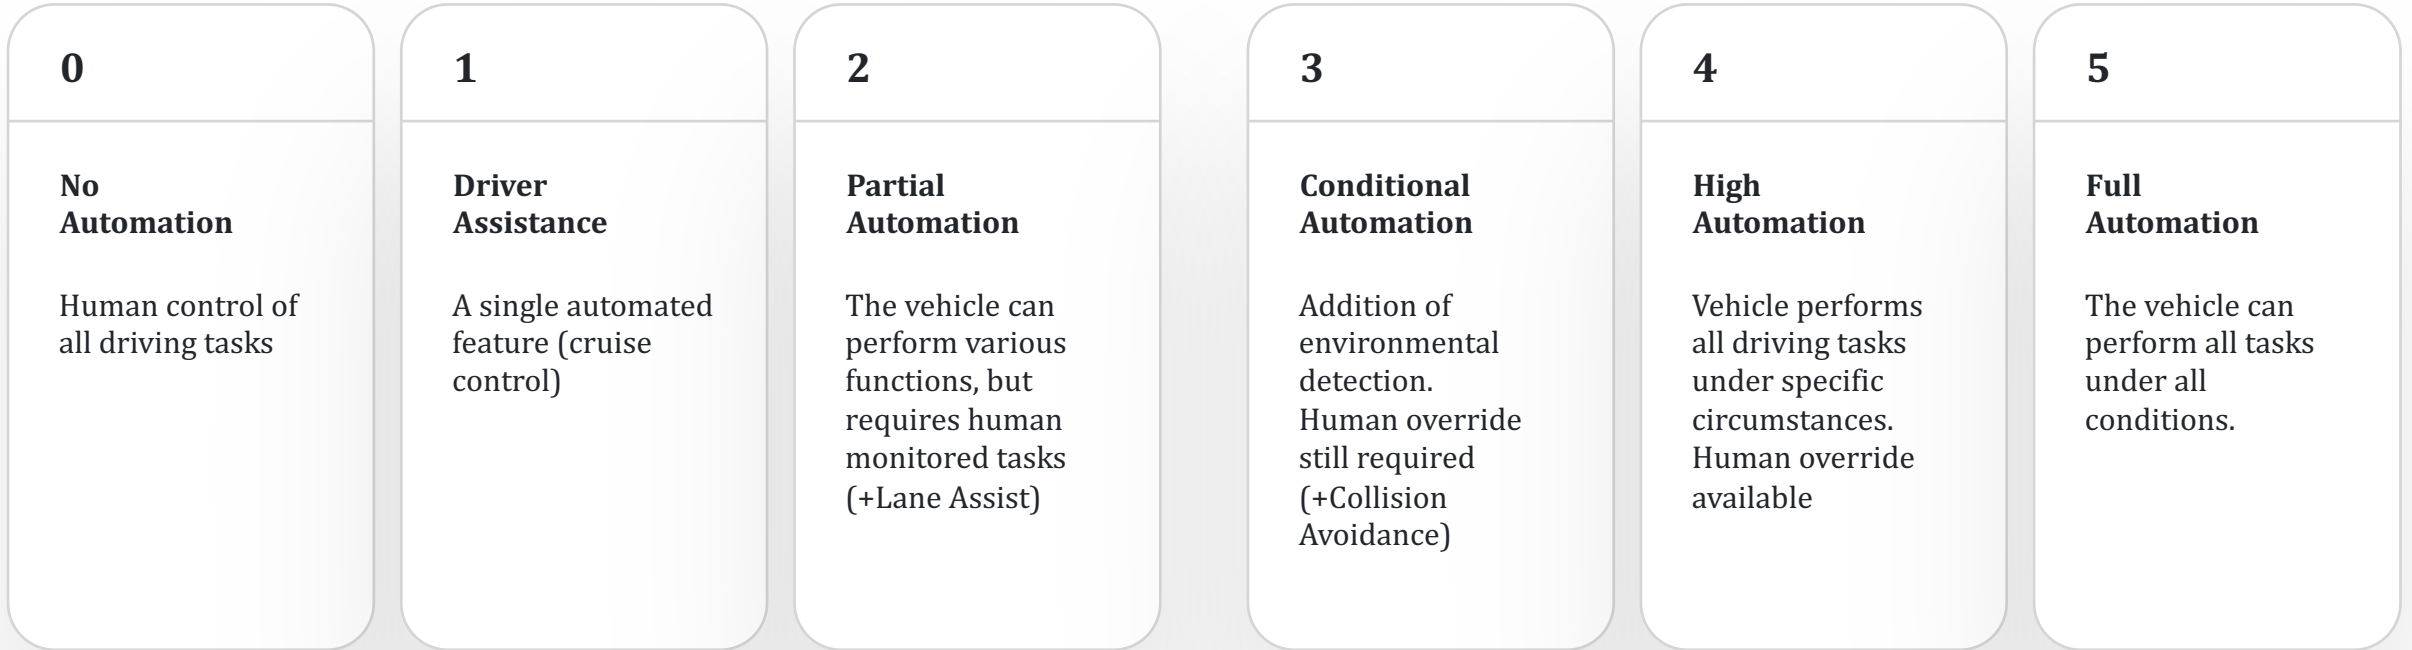 0
No
Automation
Human control of
all driving tasks
1
Driver
Assistance
A single automated
feature (cruise
control)
2
Partial
Automation
The vehicle can
perform various
functions, but
requires human
monitored tasks
(+Lane Assist)
3
Conditional
Automation
Addition of
environmental
detection.
Human override
still required
(+Collision
Avoidance)
4
High
Automation
Vehicle performs
all driving tasks
under specific
circumstances.
Human override
available
5
Full
Automation
The vehicle can
perform all tasks
under all
conditions.